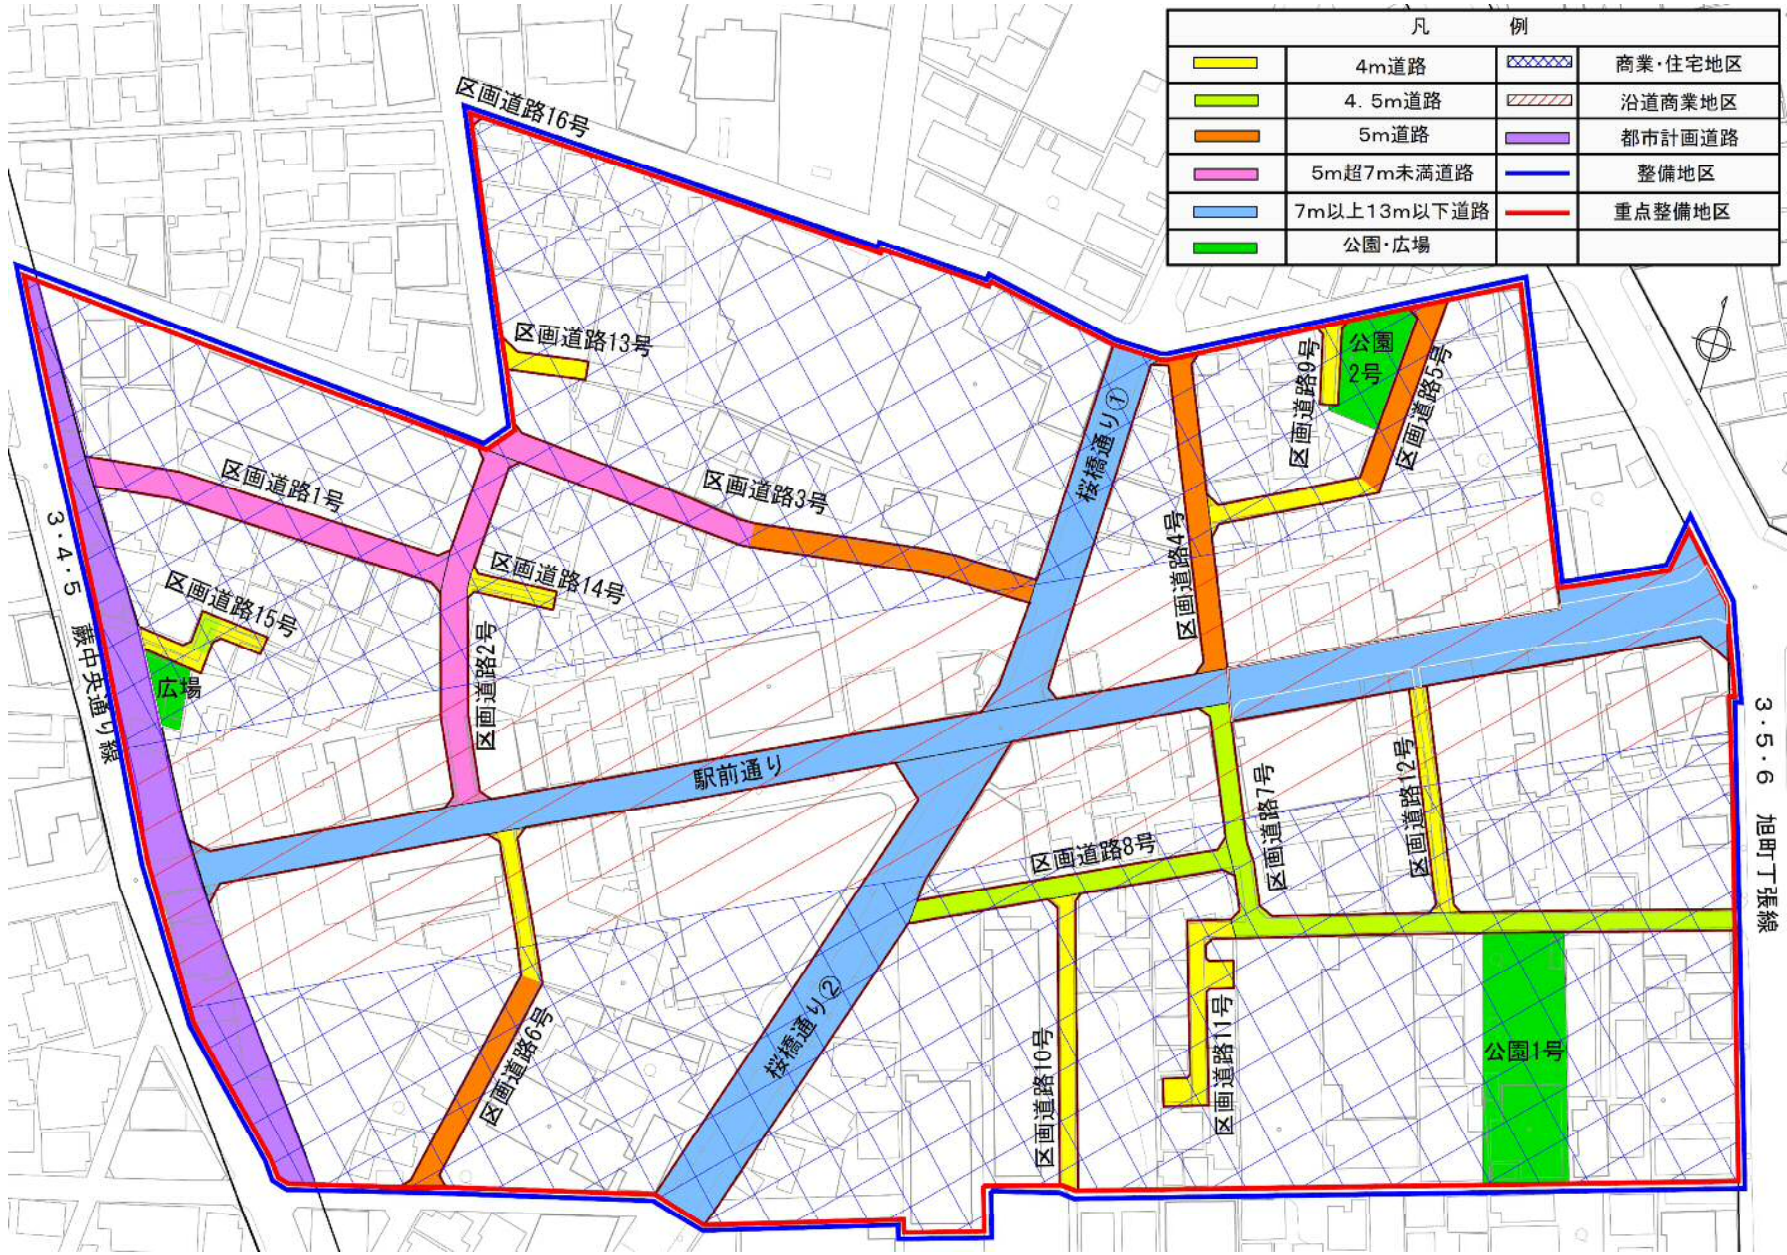 凡 例
4m道路
商業・住宅地区
4. 5m道路
沿道商業地区
5m道路
都市計画道路
5m超7m未満道路
整備地区
7m以上13m以下道路
重点整備地区
公園・広場
区画道路16号
区画道路13号
区画道路9号
公園
2号
区画道路5号
桜橋通り①
区画道路1号
区画道路3号
区画道路4号
3・4・5 蕨中央通り線
区画道路14号
区画道路15号
区画道路2号
広場
駅前通り
区画道路7号
区画道路12号
3・5・6 旭町丁張線
区画道路8号
桜橋通り②
区画道路6号
区画道路10号
区画道路11号
公園1号